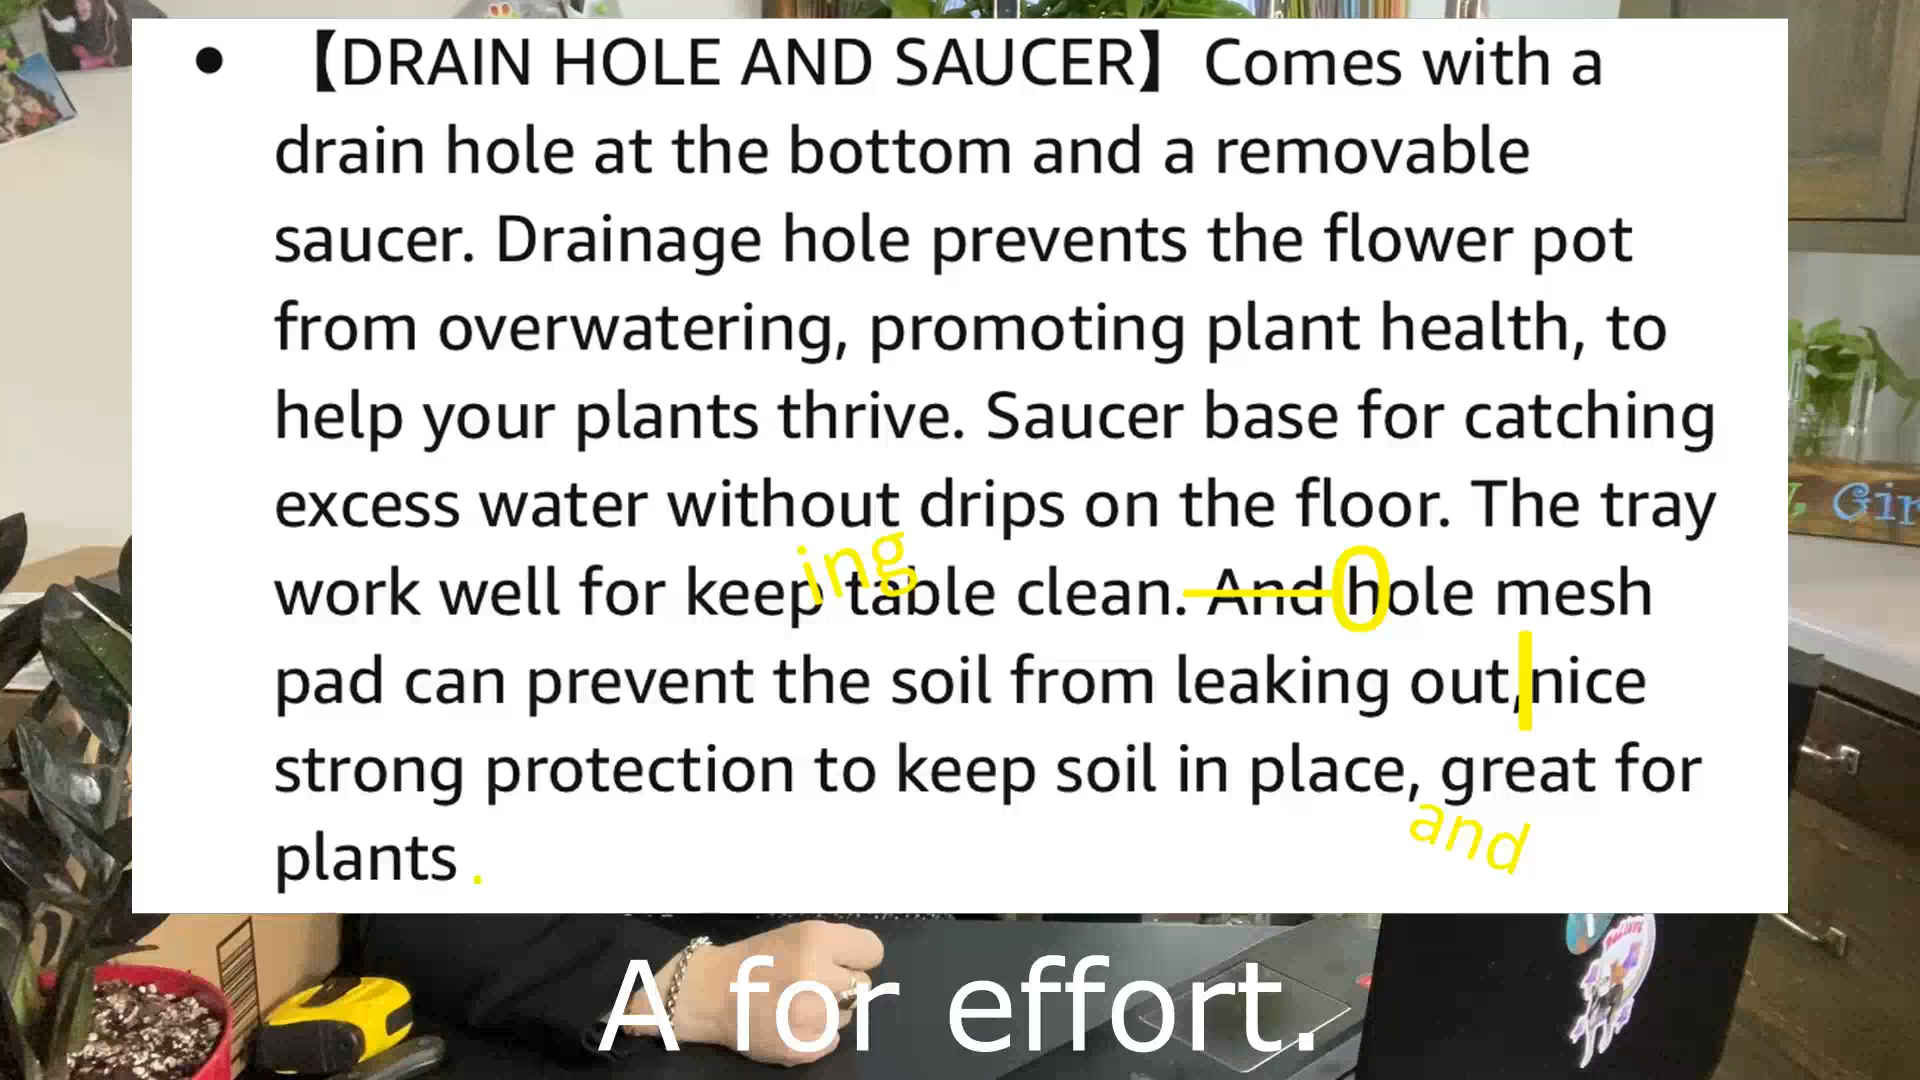 • 【DRAIN HOLE AND SAUCER】Comes with a
drain hole at the bottom and a removable
saucer. Drainage hole prevents the flower pot
from overwatering, promoting plant health, to
help your plants thrive. Saucer base for catching
excess water without drips on the floor. The tray
ing
work well for keep table clean. And hole mesh
pad can prevent the soil from leaking out,nice
strong protection to keep soil in place, great for
and
plants .
Gir
A for effort.